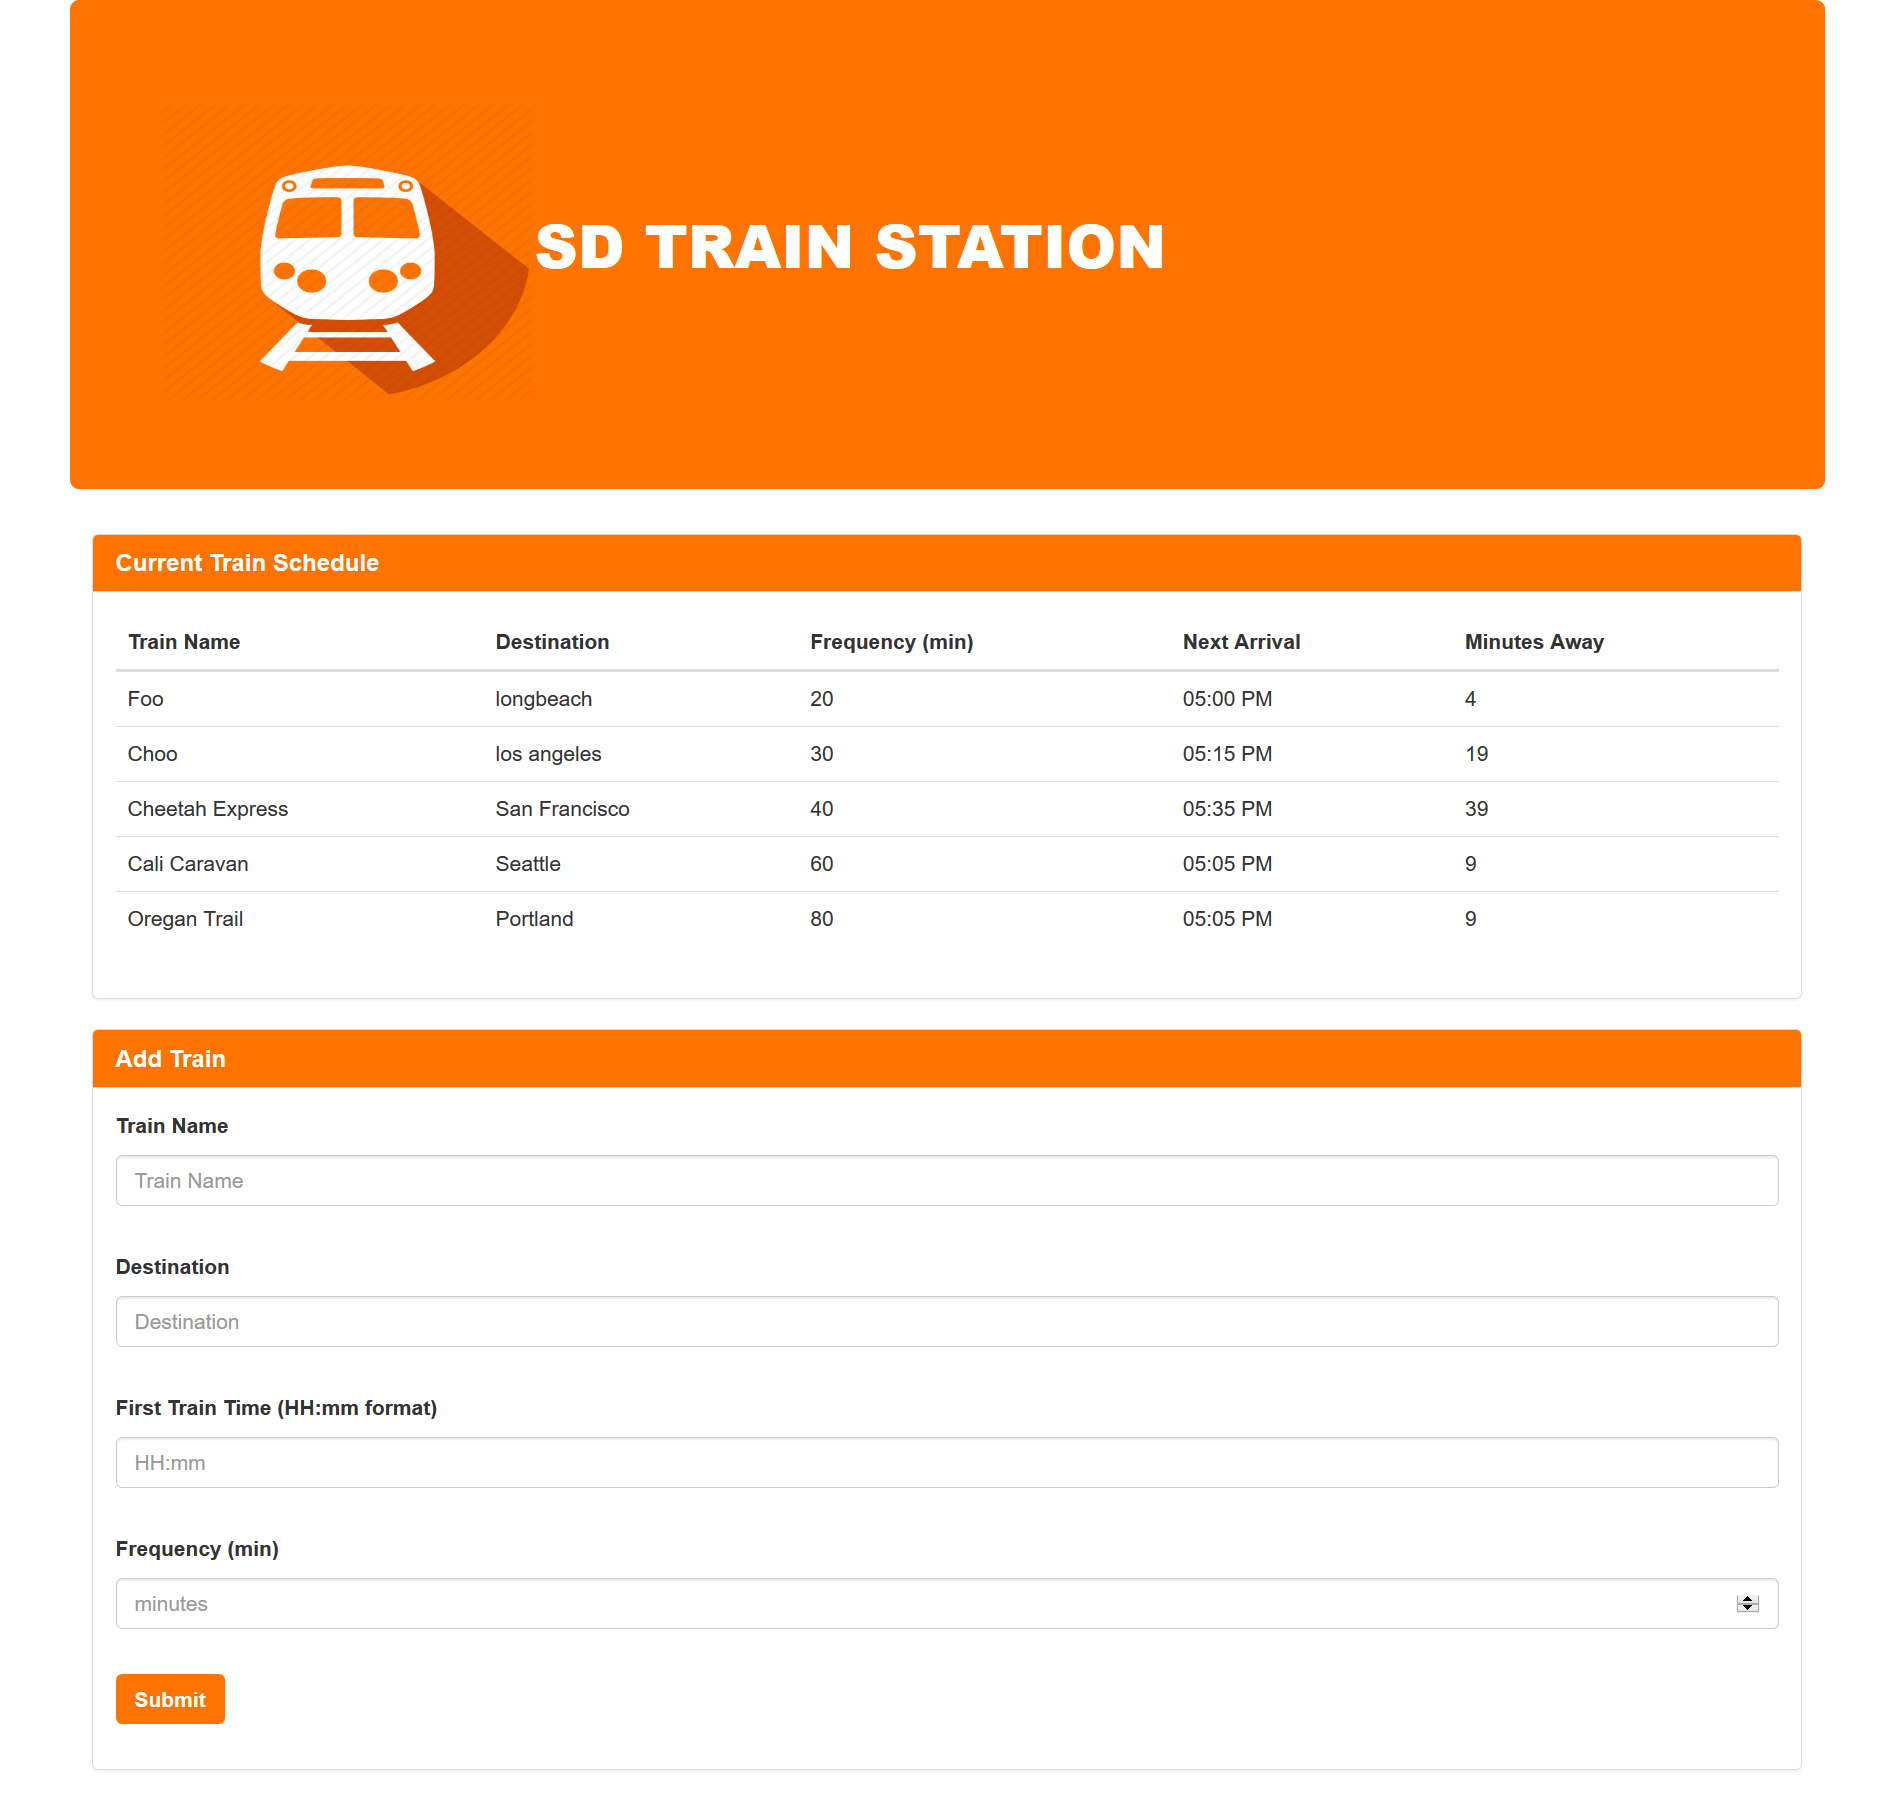 SD TRAIN STATION
Current Train Schedule
Train Name Destination Frequency (min) Next Arrival Minutes Away
Foo longbeach 20 05:00 PM 4
Choo los angeles 30 05:15 PM 19
Cheetah Express San Francisco 40 05:35 PM 39
Cali Caravan Seattle 60 05:05 PM 9
Oregan Trail Portland 80 05:05 PM 9
Add Train
Train Name
Train Name
Destination
Destination
First Train Time (HH:mm format)
HH:mm
Frequency (min)
minutes
Submit